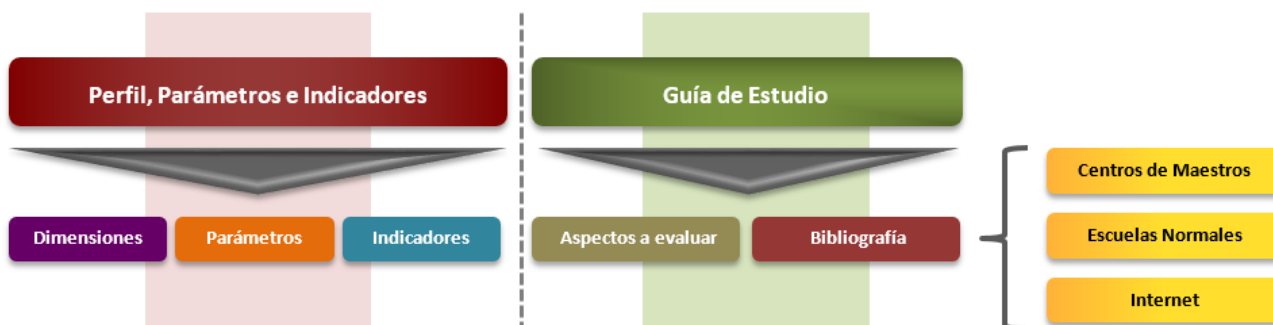 Perfil, Parámetros e Indicadores
Guía de Estudio
Dimensiones
Parámetros
Indicadores
Aspectos a evaluar
Bibliografía
Centros de Maestros
Escuelas Normales
Internet